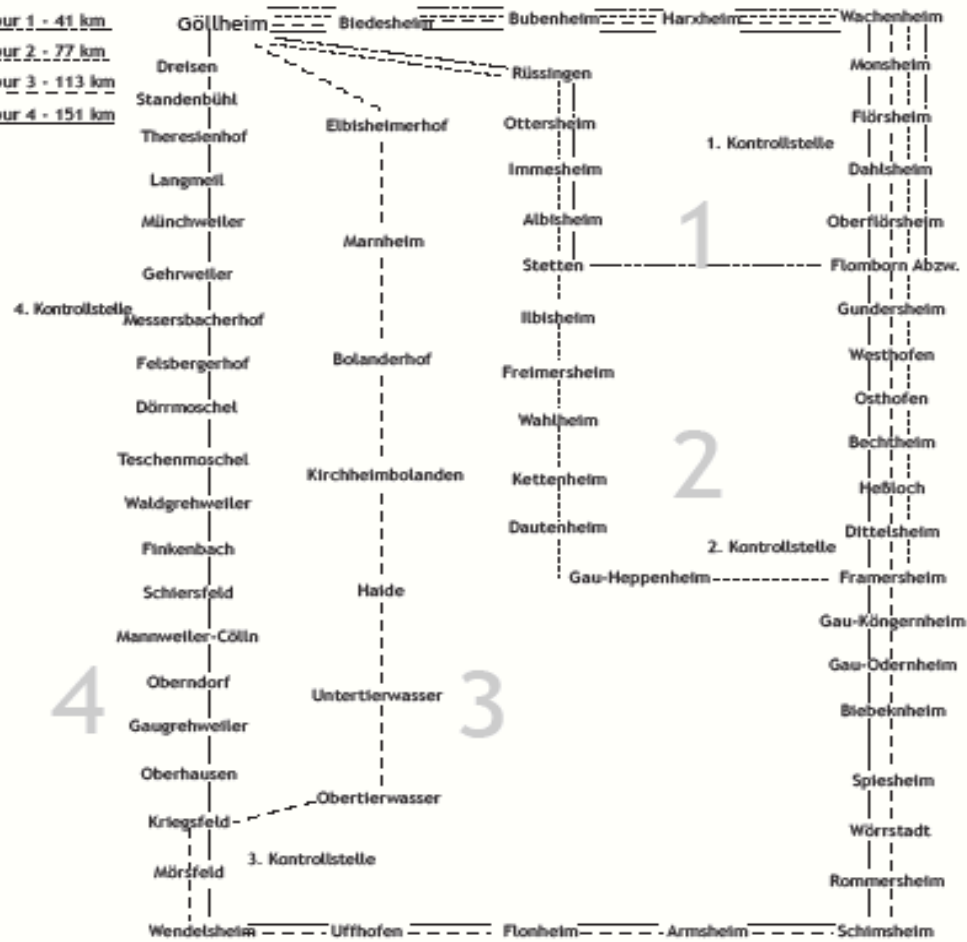 our 1 - 41 km
our 2 - 77 km
our 3 - 113 km
our 4 - 151 km
Göllheim
Biedesheim
Bubenheim
Harxheim
Wachenheim
Dreisen
Standenbühl
Theresienhof
Langmeil
Münchweiler
Gehrweiler
4. Kontrollstelle
Messersbacherhof
Felsbergerhof
Dörrmoschel
Teschenmoschel
Waldgrehweiler
Finkenbach
Schiersfeld
Mannweiler-Cölln
Oberndorf
Gaugrehweiler
Oberhausen
Kriegsfeld
Mörsfeld
Wendelsheim
4
Elbisheimerhof
Marnheim
Bolanderhof
Kirchheimbolanden
Haide
Untertierwasser
Obertierwasser
3. Kontrollstelle
3
Rüssingen
Ottersheim
Immesheim
Albisheim
Stetten
Ilbisheim
Freimersheim
Wahlheim
Kettenheim
Dautenheim
Gau-Heppenheim
1. Kontrollstelle
1
2
2. Kontrollstelle
Monsheim
Flörsheim
Dahlsheim
Oberflörsheim
Flomborn Abzw.
Gundersheim
Westhofen
Osthofen
Bechtheim
Heßloch
Dittelsheim
Framersheim
Gau-Köngernheim
Gau-Odernheim
Biebeknheim
Spiesheim
Wörrstadt
Rommersheim
Uffhofen
Flonheim
Armsheim
Schimsheim